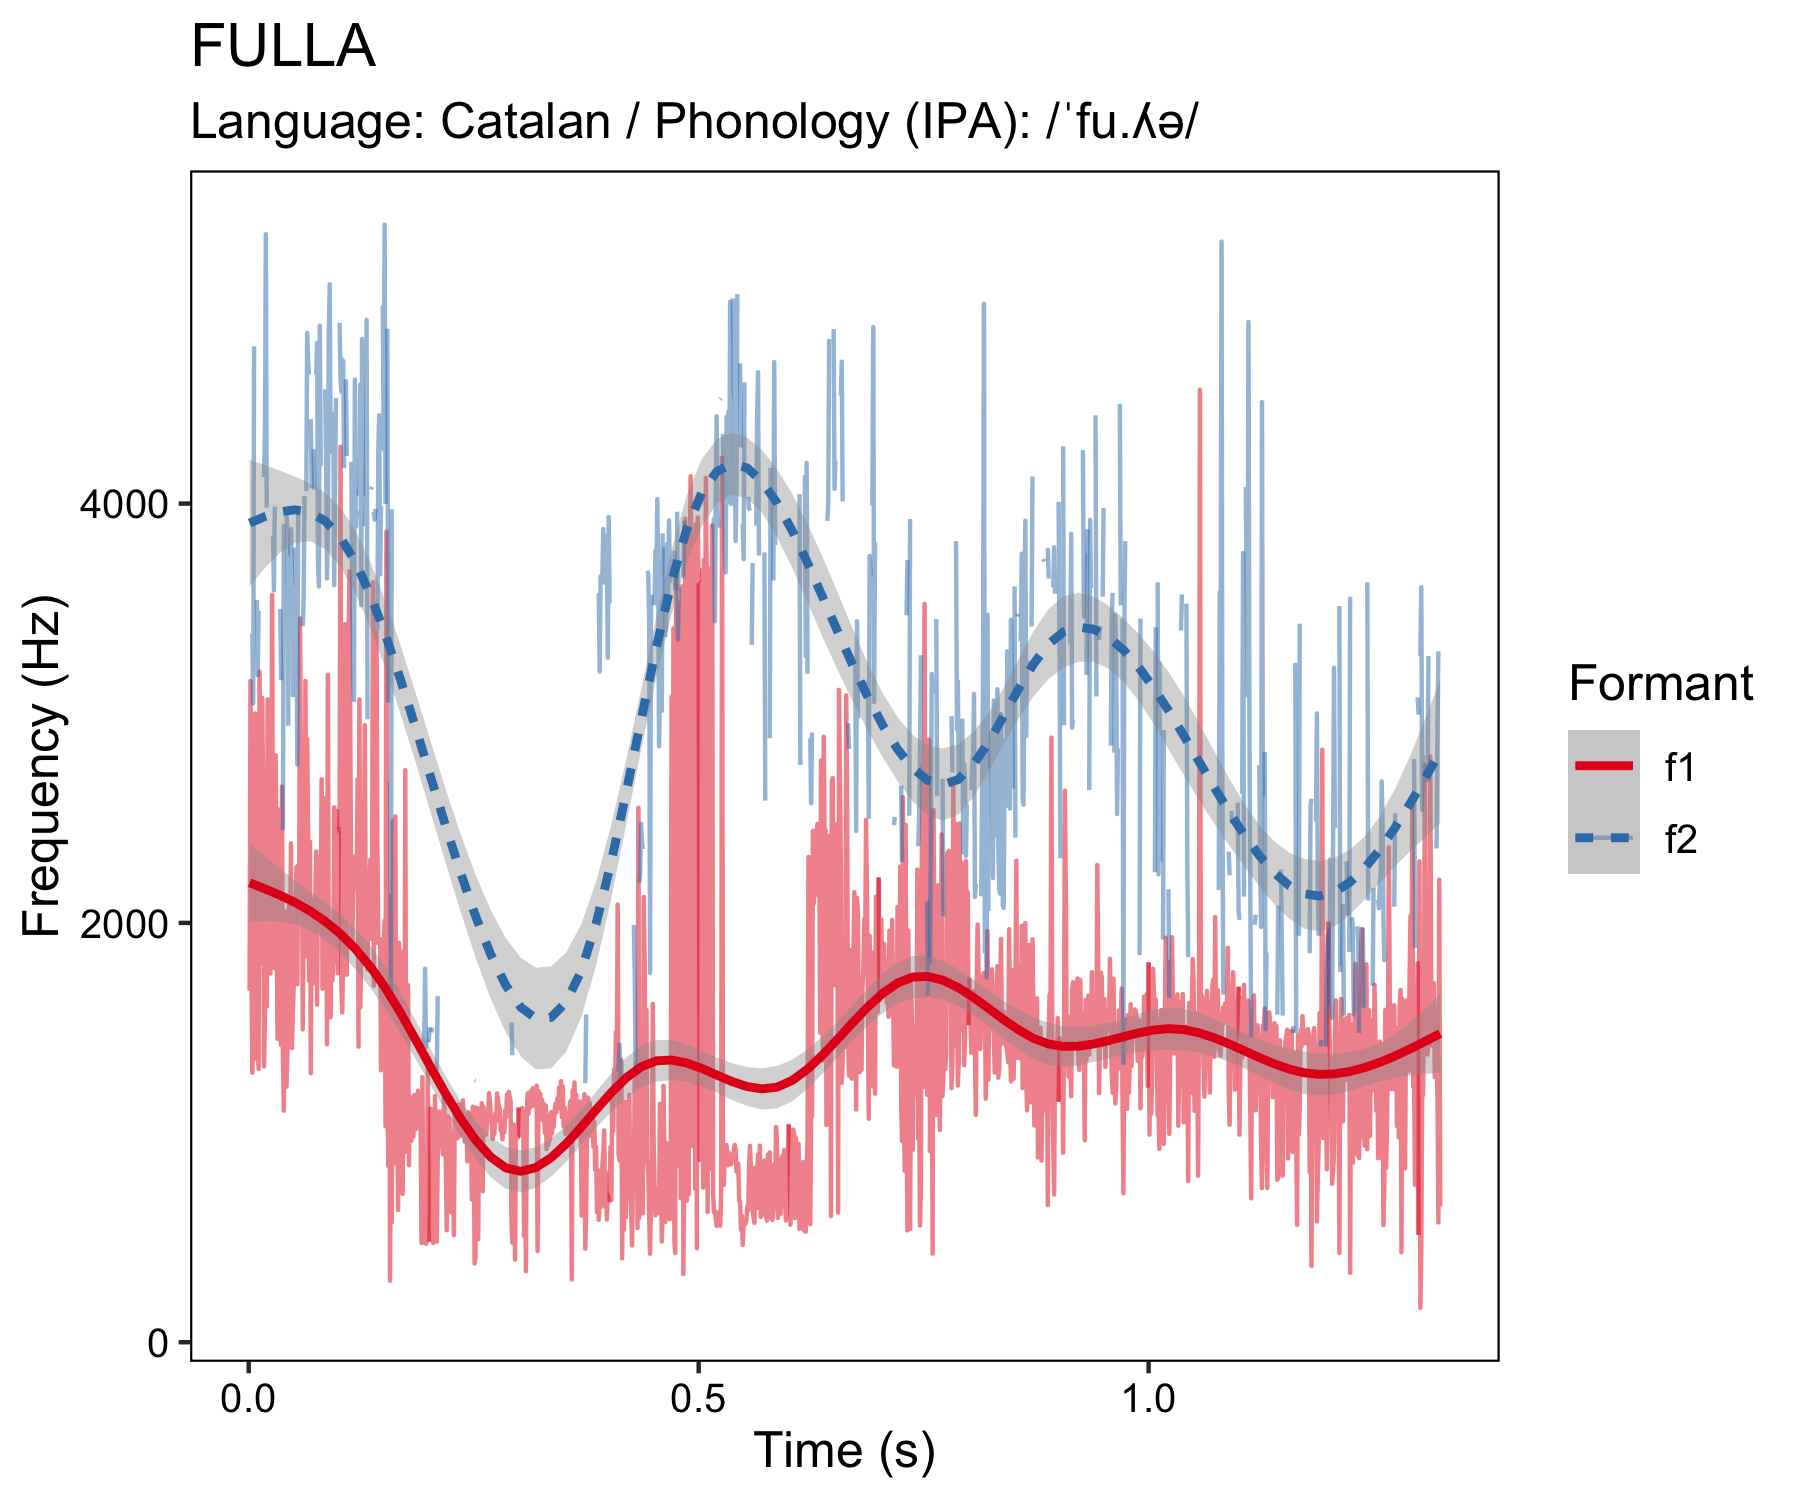 FULLA
Language: Catalan / Phonology (IPA): /ˈfu.ʎə/
Frequency (Hz)
4000
2000
0
0.0
0.5
1.0
Time (s)
Formant
f1
f2